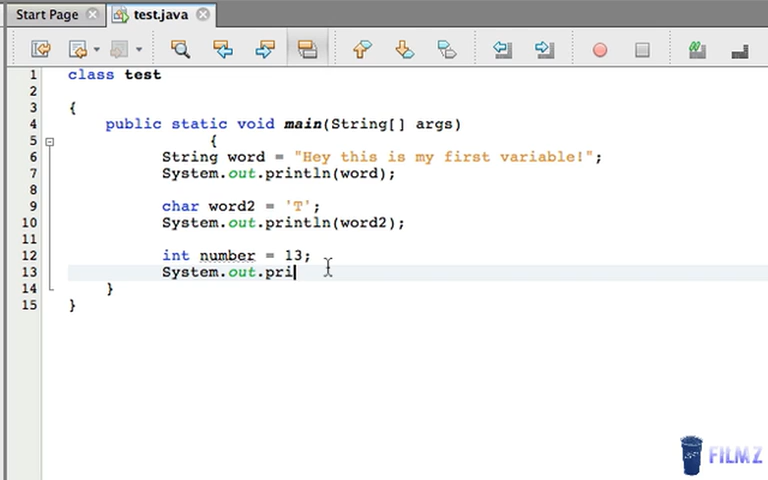 Start Page
test.java
1 class test
2
3 {
4 public static void main(String[] args)
5 {
6 String word = "Hey this is my first variable!";
7 System.out.println(word);
8
9 char word2 = 'T';
10 System.out.println(word2);
11
12 int number = 13;
13 System.out.pri
14 }
15 }
FILMZ